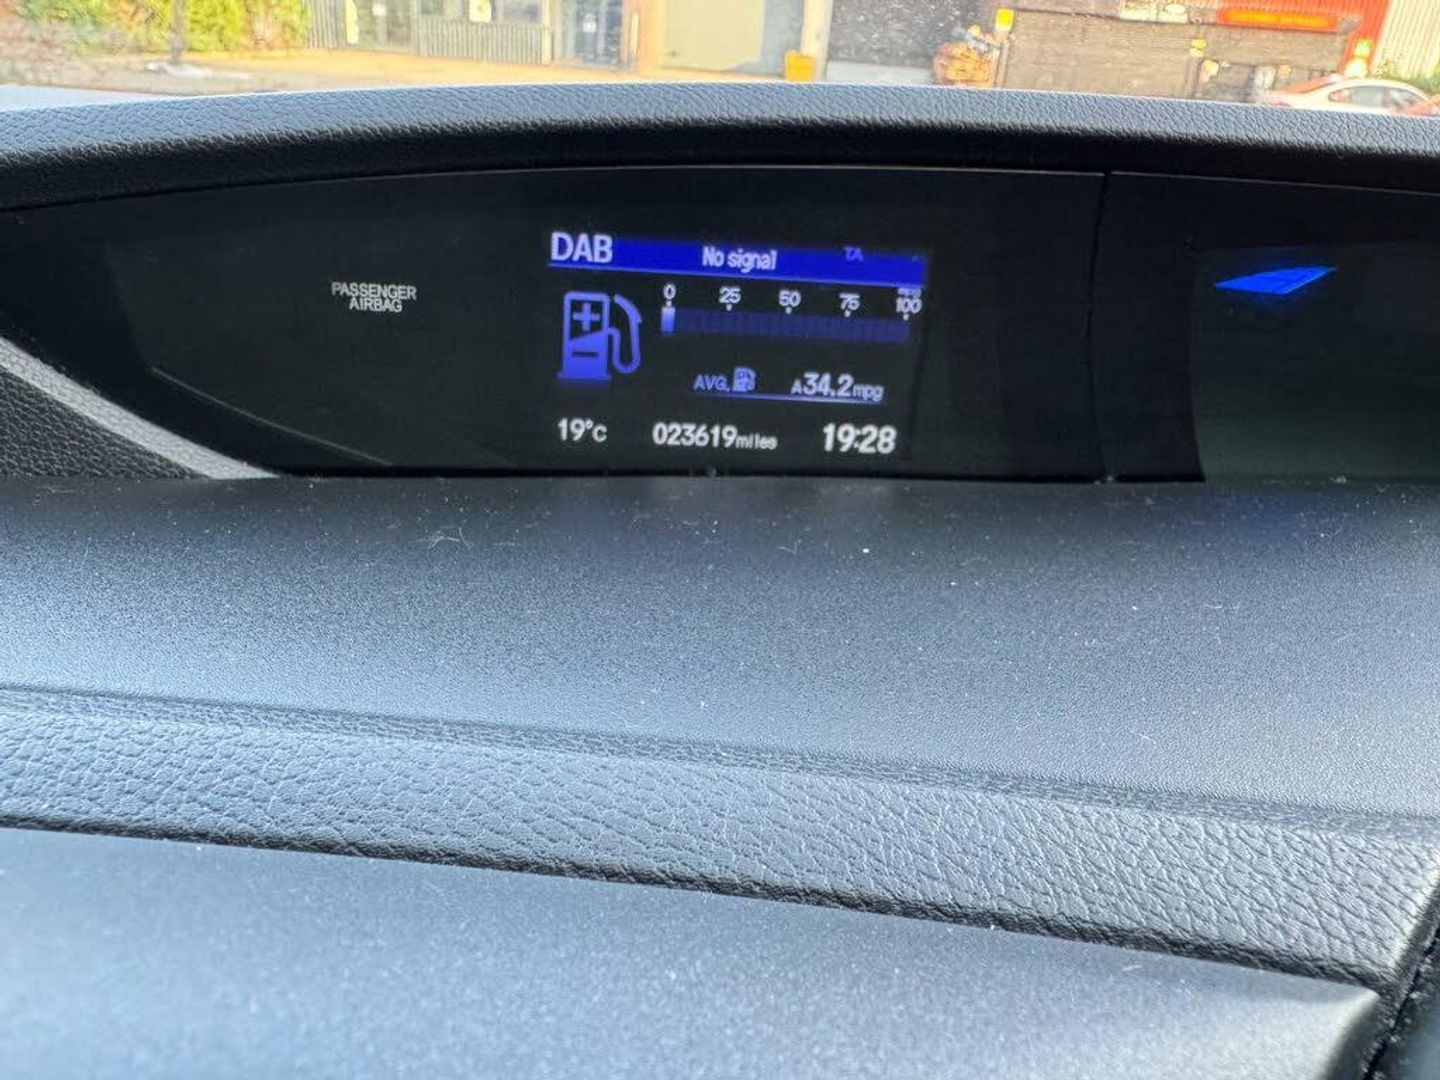 DAB No signal TA
PASSENGER
AIRBAG
0 25 50 75 100
AVG. A34.2mpg
19°C 023619miles 19:28